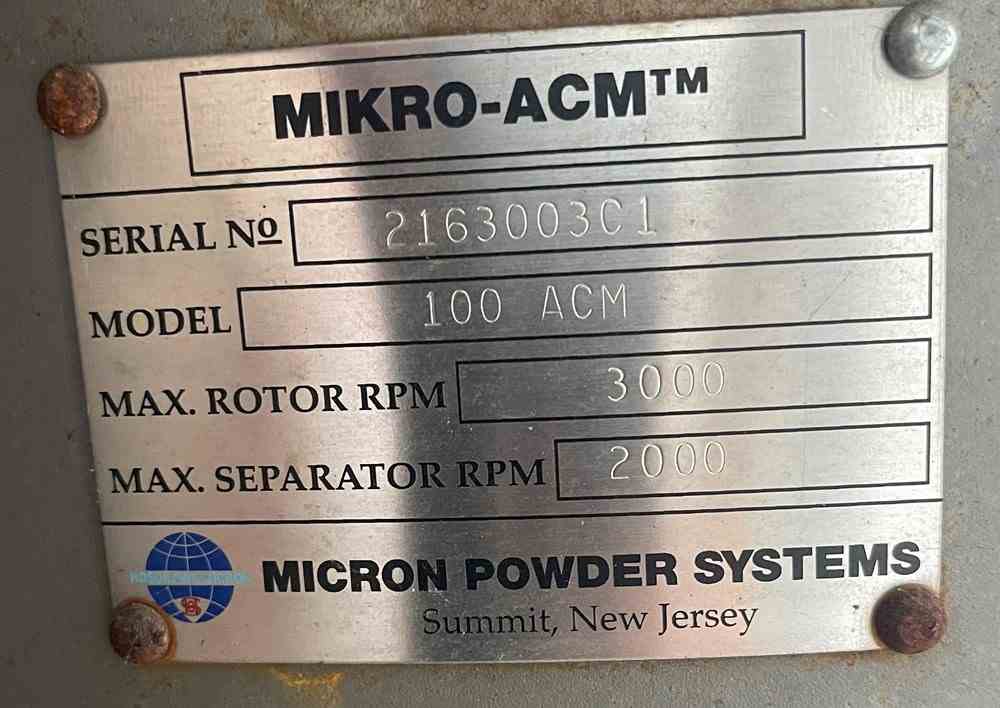 MIKRO-ACM™
SERIAL Nº 2163003C1
MODEL 100 ACM
MAX. ROTOR RPM 3000
MAX. SEPARATOR RPM 2000
MICRON POWDER SYSTEMS
Summit, New Jersey